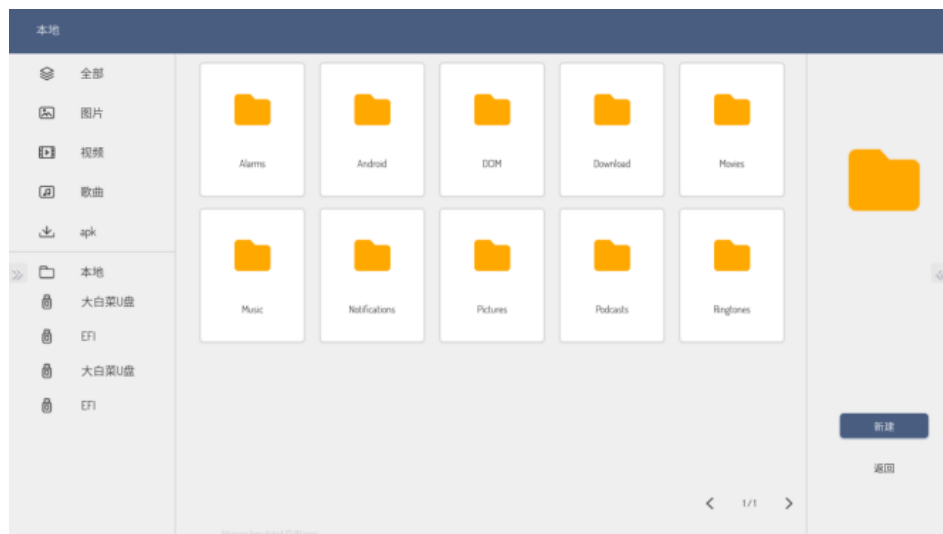 本地
全部
图片
视频
歌曲
apk
本地
大白菜U盘
EFI
大白菜U盘
EFI
Alarms
Android
DCIM
Download
Movies
Music
Notifications
Pictures
Podcasts
Ringtones
1/1
新建
返回